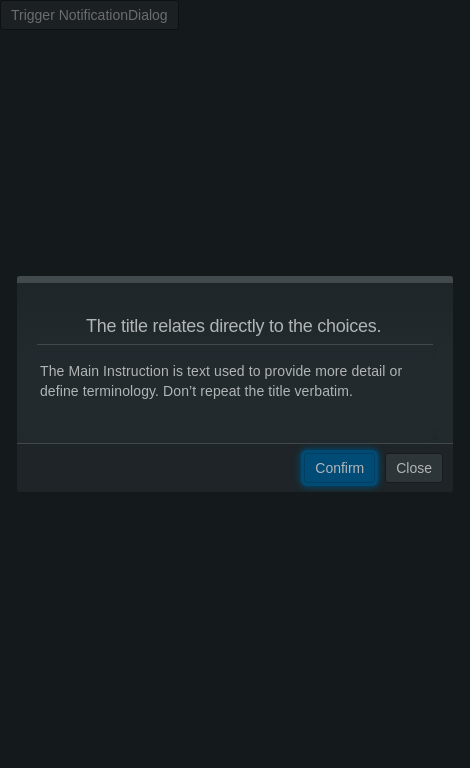 Trigger NotificationDialog
The title relates directly to the choices.
The Main Instruction is text used to provide more detail or
define terminology. Don’t repeat the title verbatim.
Confirm Close